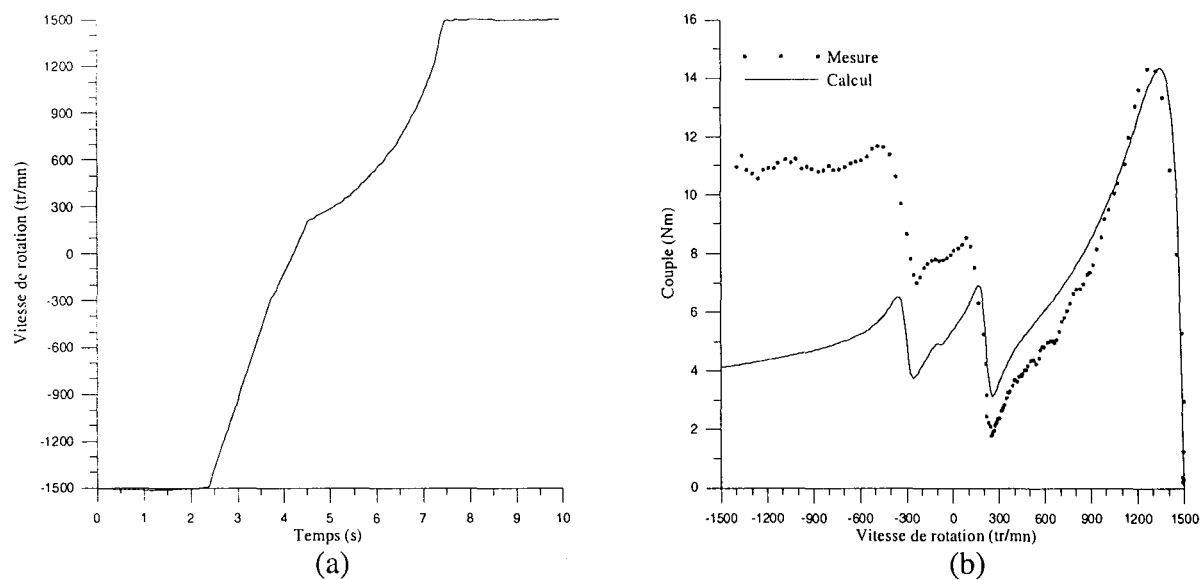 1500
1200
900
600
300
0
-300
-600
-900
-1200
-1500
Vitesse de rotation (tr/mn)
0 1 2 3 4 5 6 7 8 9 10
Temps (s)
(a)
16
14
12
10
8
6
4
2
0
Couple (Nm)
Mesure
Calcul
-1500 -1200 -900 -600 -300 0 300 600 900 1200 1500
Vitesse de rotation (tr/mn)
(b)